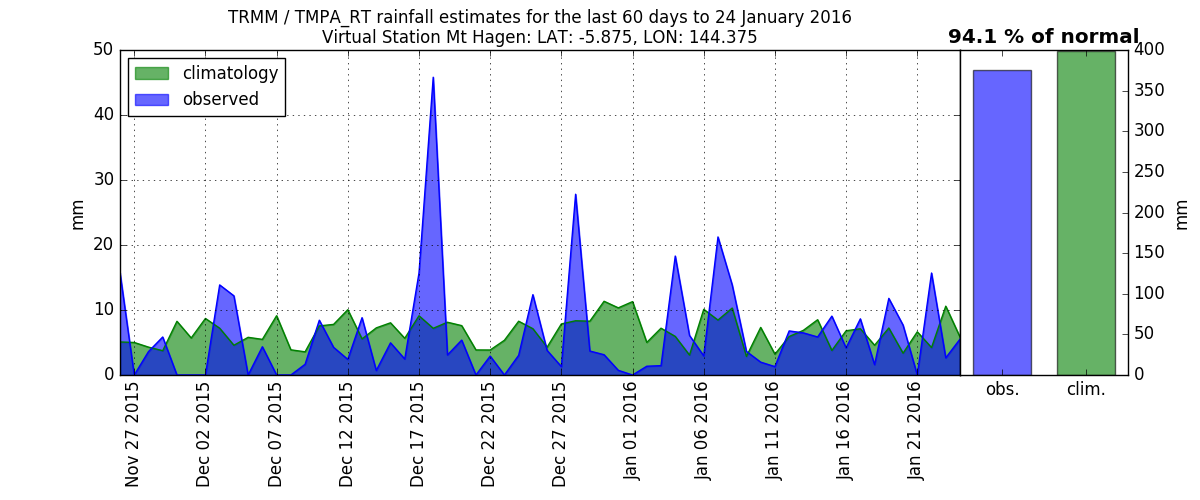 TRMM / TMPA_RT rainfall estimates for the last 60 days to 24 January 2016
Virtual Station Mt Hagen: LAT: -5.875, LON: 144.375
94.1 % of normal
climatology
observed
50
40
30
20
10
0
mm
Nov 27 2015
Dec 02 2015
Dec 07 2015
Dec 12 2015
Dec 17 2015
Dec 22 2015
Dec 27 2015
Jan 01 2016
Jan 06 2016
Jan 11 2016
Jan 16 2016
Jan 21 2016
obs.
clim.
400
350
300
250
200
150
100
50
0
mm